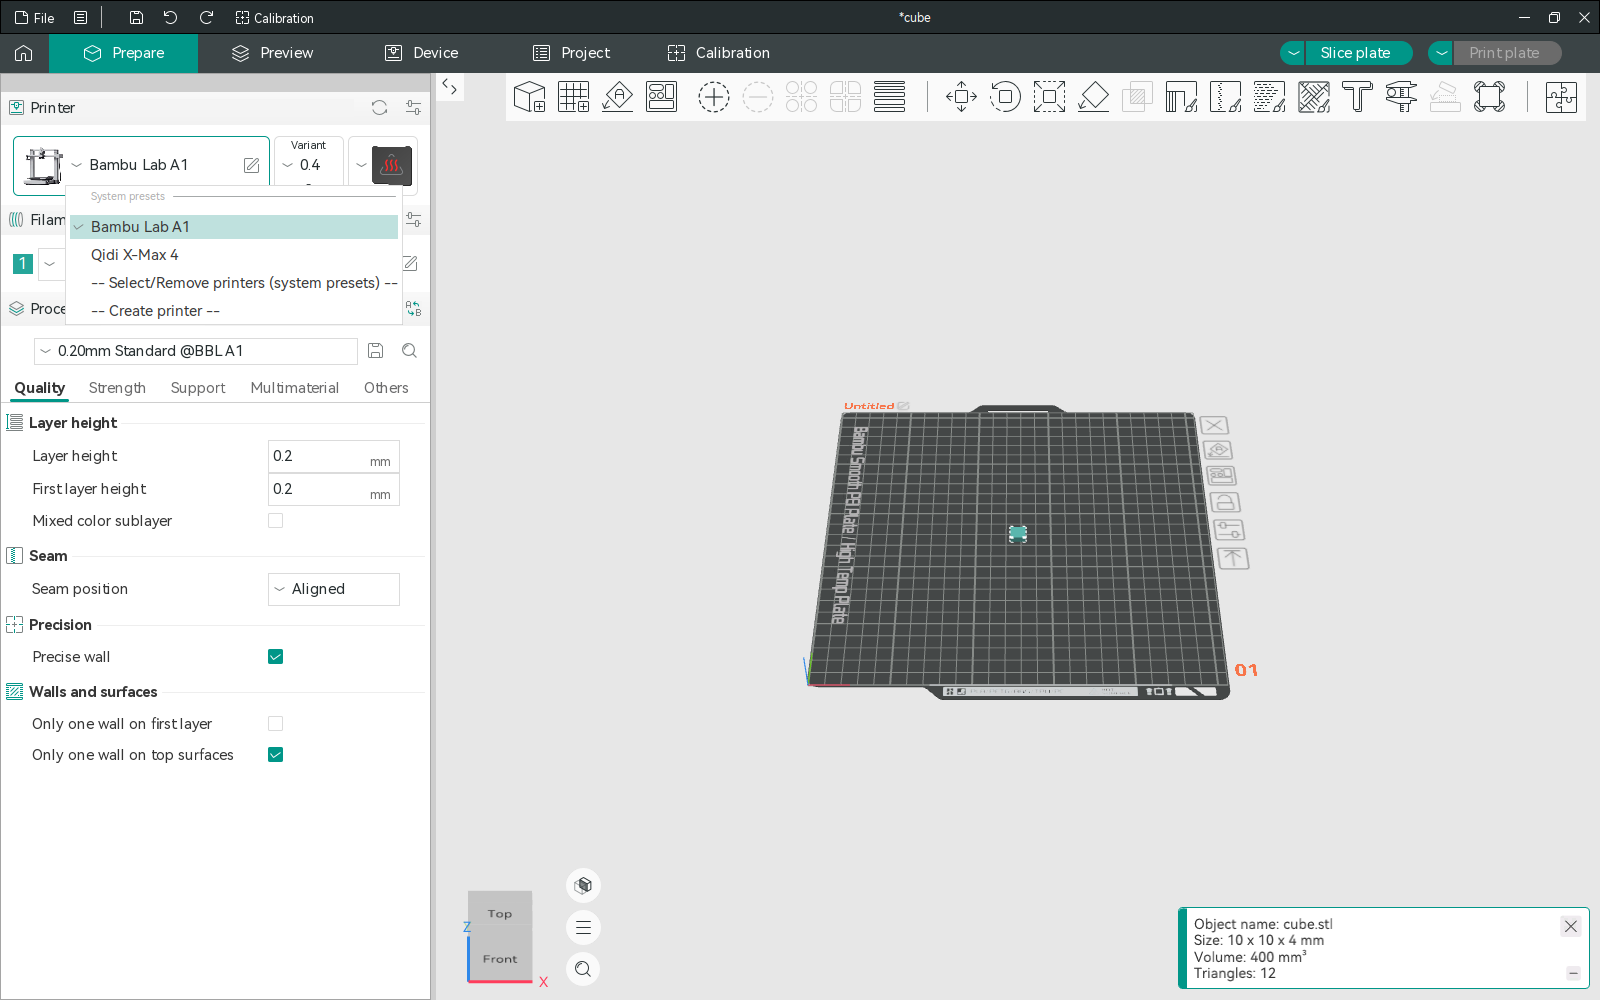 File
Calibration
*cube
Prepare
Preview
Device
Project
Calibration
Slice plate
Print plate
Printer
Bambu Lab A1
Variant
0.4
System presets
Bambu Lab A1
Qidi X-Max 4
-- Select/Remove printers (system presets) --
-- Create printer --
Filam
1
Proce
0.20mm Standard @BBL A1
Quality
Strength
Support
Multimaterial
Others
Layer height
Layer height
0.2
mm
First layer height
0.2
mm
Mixed color sublayer
Seam
Seam position
Aligned
Precision
Precise wall
Walls and surfaces
Only one wall on first layer
Only one wall on top surfaces
Untitled
Bambu Smooth PEI Plate / High Temp Plate
01
Top
Front
Z
X
Object name: cube.stl
Size: 10 x 10 x 4 mm
Volume: 400 mm³
Triangles: 12